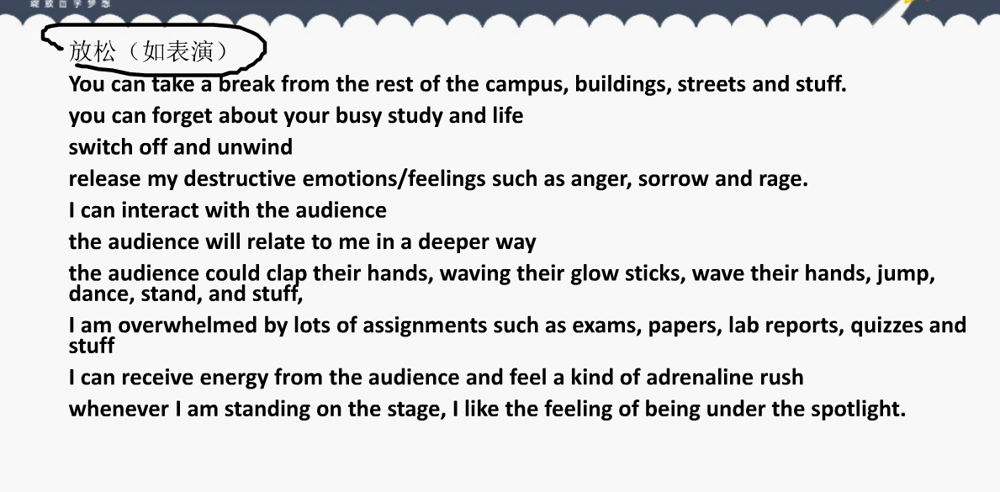 放松（如表演）
You can take a break from the rest of the campus, buildings, streets and stuff.
you can forget about your busy study and life
switch off and unwind
release my destructive emotions/feelings such as anger, sorrow and rage.
I can interact with the audience
the audience will relate to me in a deeper way
the audience could clap their hands, waving their glow sticks, wave their hands, jump,
dance, stand, and stuff,
I am overwhelmed by lots of assignments such as exams, papers, lab reports, quizzes and
stuff
I can receive energy from the audience and feel a kind of adrenaline rush
whenever I am standing on the stage, I like the feeling of being under the spotlight.